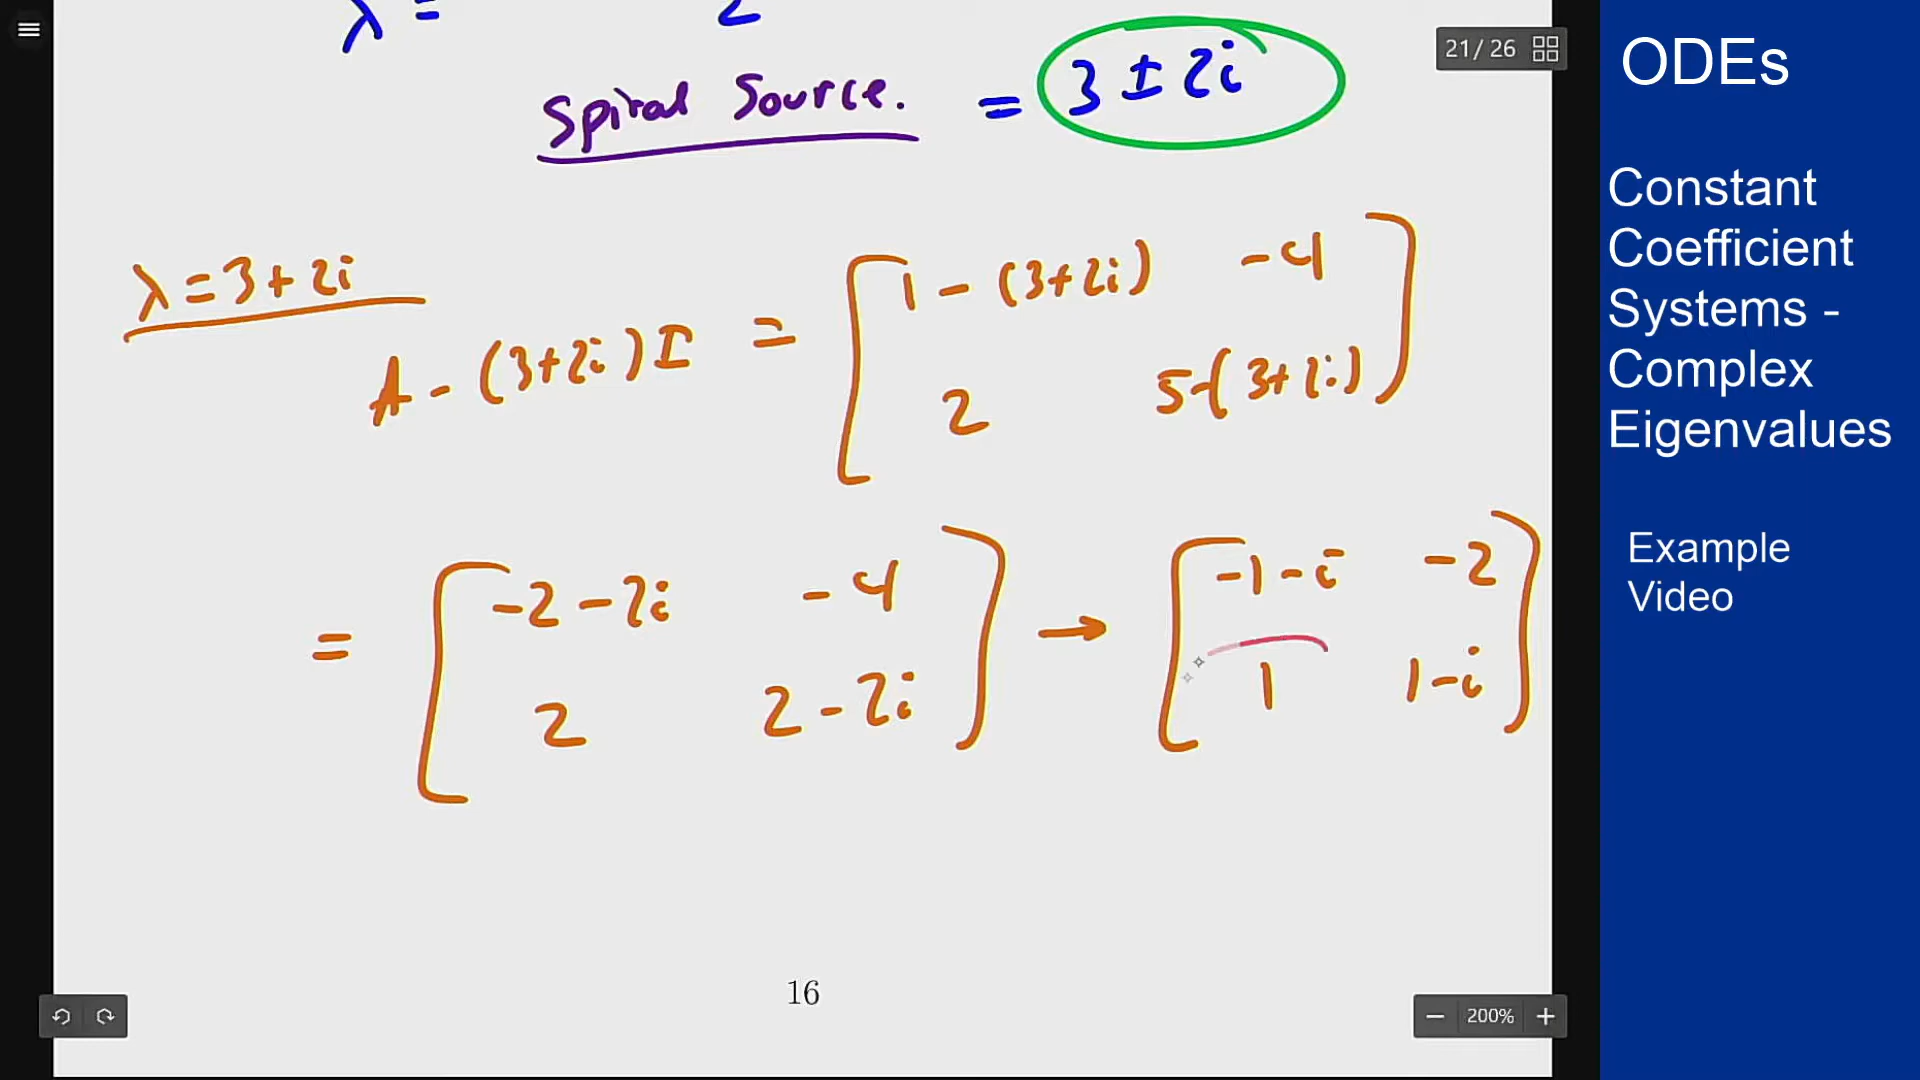 λ = 2
21 / 26
Spiral Source. = 3 ± 2i
λ = 3 + 2i
A - (3+2i) I = [ 1 - (3+2i) -4
2 5-(3+2i) ]
= [ -2 - 2i -4 → [ -1 - i -2
2 2 - 2i ] 1 1 - i ]
16
200%
ODEs
Constant
Coefficient
Systems -
Complex
Eigenvalues
Example
Video